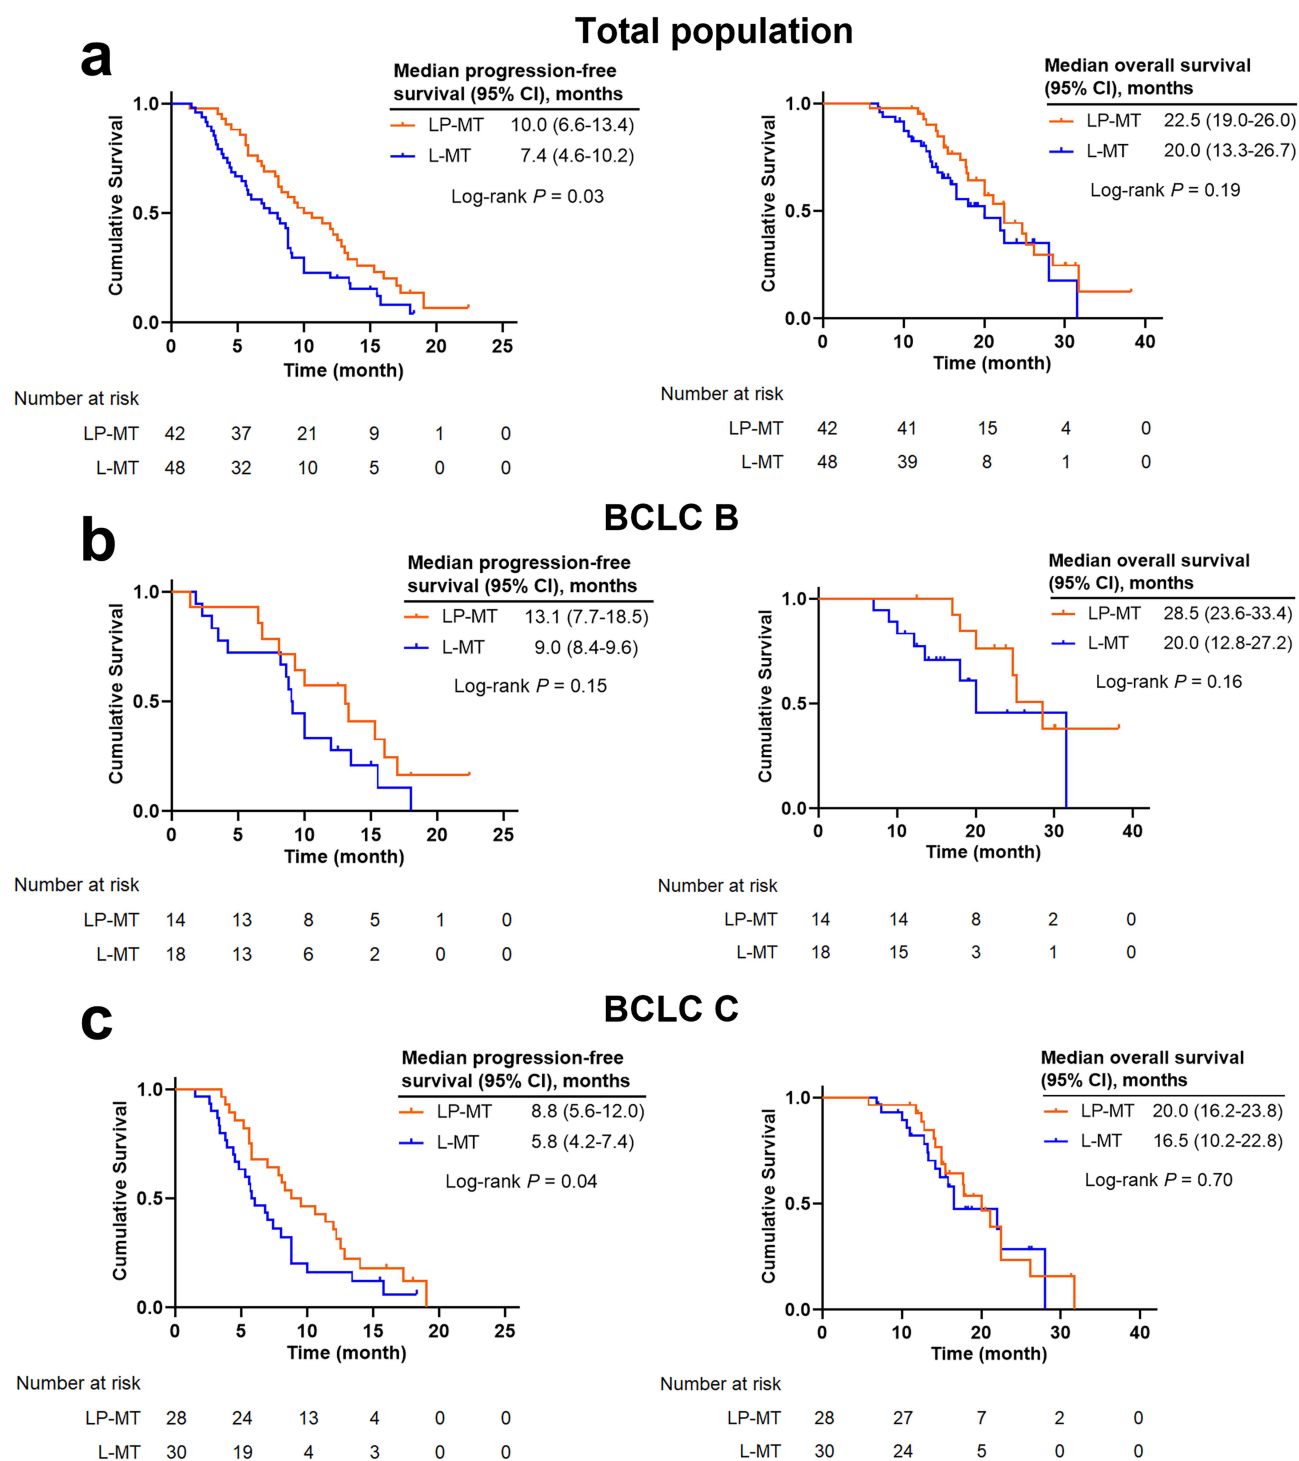 Total population
a
Median progression-free
survival (95% CI), months
LP-MT 10.0 (6.6-13.4)
L-MT 7.4 (4.6-10.2)
Log-rank P = 0.03
Cumulative Survival
1.0
0.5
0.0
0 5 10 15 20 25
Time (month)
Number at risk
LP-MT 42 37 21 9 1 0
L-MT 48 32 10 5 0 0
Median overall survival
(95% CI), months
LP-MT 22.5 (19.0-26.0)
L-MT 20.0 (13.3-26.7)
Log-rank P = 0.19
Cumulative Survival
1.0
0.5
0.0
0 10 20 30 40
Time (month)
Number at risk
LP-MT 42 41 15 4 0
L-MT 48 39 8 1 0
BCLC B
b
Median progression-free
survival (95% CI), months
LP-MT 13.1 (7.7-18.5)
L-MT 9.0 (8.4-9.6)
Log-rank P = 0.15
Cumulative Survival
1.0
0.5
0.0
0 5 10 15 20 25
Time (month)
Number at risk
LP-MT 14 13 8 5 1 0
L-MT 18 13 6 2 0 0
Median overall survival
(95% CI), months
LP-MT 28.5 (23.6-33.4)
L-MT 20.0 (12.8-27.2)
Log-rank P = 0.16
Cumulative Survival
1.0
0.5
0.0
0 10 20 30 40
Time (month)
Number at risk
LP-MT 14 14 8 2 0
L-MT 18 15 3 1 0
BCLC C
c
Median progression-free
survival (95% CI), months
LP-MT 8.8 (5.6-12.0)
L-MT 5.8 (4.2-7.4)
Log-rank P = 0.04
Cumulative Survival
1.0
0.5
0.0
0 5 10 15 20 25
Time (month)
Number at risk
LP-MT 28 24 13 4 0 0
L-MT 30 19 4 3 0 0
Median overall survival
(95% CI), months
LP-MT 20.0 (16.2-23.8)
L-MT 16.5 (10.2-22.8)
Log-rank P = 0.70
Cumulative Survival
1.0
0.5
0.0
0 10 20 30 40
Time (month)
Number at risk
LP-MT 28 27 7 2 0
L-MT 30 24 5 0 0